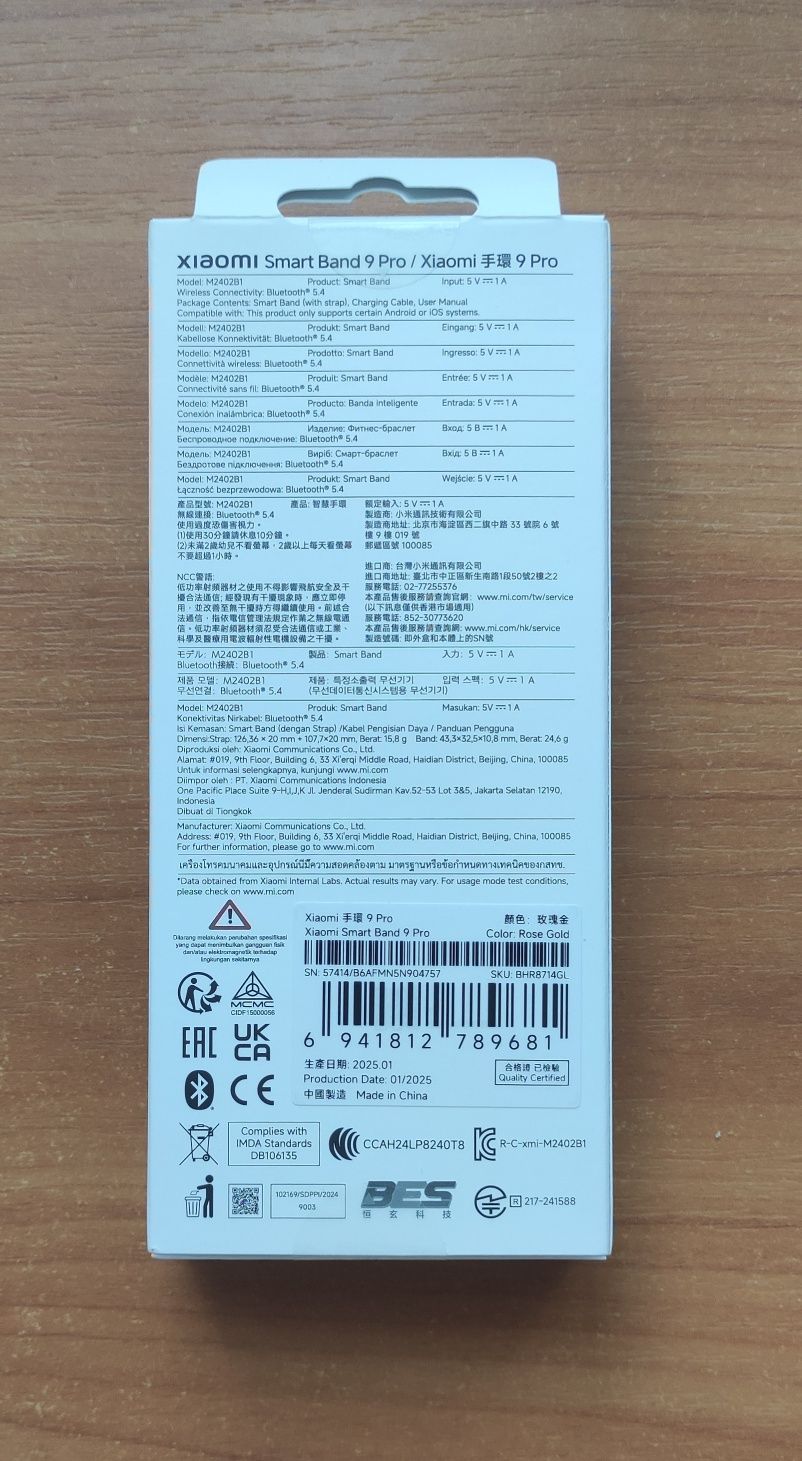 xiaomi Smart Band 9 Pro / Xiaomi 手環 9 Pro
Model: M2402B1 Product: Smart Band Input: 5 V⎓1 A
Wireless Connectivity: Bluetooth® 5.4
Package Contents: Smart Band (with strap), Charging Cable, User Manual
Compatible with: This product only supports certain Android or iOS systems.
Modell: M2402B1 Produkt: Smart Band Eingang: 5 V⎓1 A
Kabellose Konnektivität: Bluetooth® 5.4
Modello: M2402B1 Prodotto: Smart Band Ingresso: 5 V⎓1 A
Connettività wireless: Bluetooth® 5.4
Modèle: M2402B1 Produit: Smart Band Entrée: 5 V⎓1 A
Connectivité sans fil: Bluetooth® 5.4
Modelo: M2402B1 Producto: Banda inteligente Entrada: 5 V⎓1 A
Conexión inalámbrica: Bluetooth® 5.4
Модель: M2402B1 Изделие: Фитнес-браслет Вход: 5 В⎓1 А
Беспроводное подключение: Bluetooth® 5.4
Модель: M2402B1 Виріб: Смарт-браслет Вхід: 5 В⎓1 А
Бездротове підключення: Bluetooth® 5.4
Model: M2402B1 Produkt: Smart Band Wejście: 5 V⎓1 A
Łączność bezprzewodowa: Bluetooth® 5.4
產品型號: M2402B1 產品: 智慧手環
無線連接: Bluetooth® 5.4
使用過度恐傷害視力。
(1)使用30分鐘請休息10分鐘。
(2)未滿2歲幼兒不看螢幕，2歲以上每天看螢幕
不要超過1小時。
NCC警語:
低功率射頻器材之使用不得影響飛航安全及干
擾合法通信; 經發現有干擾現象時，應立即停
用，並改善至無干擾時方得繼續使用。前述合
法通信，指依電信管理法規定作業之無線電通
信。低功率射頻器材須忍受合法通信或工業、
科學及醫療用電波輻射性電機設備之干擾。
額定輸入: 5 V⎓1 A
製造商: 小米通訊技術有限公司
製造商地址: 北京市海淀區西二旗中路 33 號院 6 號
樓 9 樓 019 號
郵遞區號 100085
進口商: 台灣小米通訊有限公司
進口商地址: 臺北市中正區新生南路1段50號2樓之2
服務電話: 02-77255376
本產品售後服務請查詢官網: www.mi.com/tw/service
(以下訊息僅供香港市場適用)
服務電話: 852-30773620
本產品售後服務請查詢網: www.mi.com/hk/service
製造號碼: 即外盒和本體上的SN號
モデル: M2402B1 製品: Smart Band 入力: 5 V⎓1 A
Bluetooth接続: Bluetooth® 5.4
제품 모델: M2402B1 제품: 특정소출력 무선기기 입력 스펙: 5 V⎓1 A
무선연결: Bluetooth® 5.4 (무선데이터통신시스템용 무선기기)
Model: M2402B1 Produk: Smart Band Masukan: 5V⎓1 A
Konektivitas Nirkabel: Bluetooth® 5.4
Isi Kemasan: Smart Band (dengan Strap) /Kabel Pengisian Daya / Panduan Pengguna
Dimensi:Strap: 126,36 × 20 mm + 107,7×20 mm, Berat: 15,8 g Band: 43,3×32,5×10,8 mm, Berat: 24,6 g
Diproduksi oleh: Xiaomi Communications Co., Ltd.
Alamat: #019, 9th Floor, Building 6, 33 Xi'erqi Middle Road, Haidian District, Beijing, China, 100085
Untuk informasi selengkapnya, kunjungi www.mi.com
Diimpor oleh : PT. Xiaomi Communications Indonesia
One Pacific Place Suite 9-H,I,J,K Jl. Jenderal Sudirman Kav.52-53 Lot 3&5, Jakarta Selatan 12190,
Indonesia
Dibuat di Tiongkok
Manufacturer: Xiaomi Communications Co., Ltd.
Address: #019, 9th Floor, Building 6, 33 Xi'erqi Middle Road, Haidian District, Beijing, China, 100085
For further information, please go to www.mi.com
เครื่องโทรคมนาคมและอุปกรณ์นี้มีความสอดคล้องตาม มาตรฐานหรือข้อกำหนดทางเทคนิคของกสทช.
*Data obtained from Xiaomi Internal Labs. Actual results may vary. For usage mode test conditions,
please check on www.mi.com
Dilarang melakukan perubahan spesifikasi
yang dapat menimbulkan gangguan fisik
dan/atau elektromagnetik terhadap
lingkungan sekitarnya
Xiaomi 手環 9 Pro 顏色: 玫瑰金
Xiaomi Smart Band 9 Pro Color: Rose Gold
SN: 57414/B6AFMN5N904757 SKU: BHR8714GL
6 941812 789681
生產日期: 2025.01
Production Date: 01/2025
中國製造 Made in China
合格證 已檢驗
Quality Certified
MCMC
CIDF15000056
EAC UKCA
CE
Complies with
IMDA Standards
DB106135
CCAH24LP8240T8
R-C-xmi-M2402B1
102169/SDPPI/2024
9003
BES
恒玄科技
R 217-241588